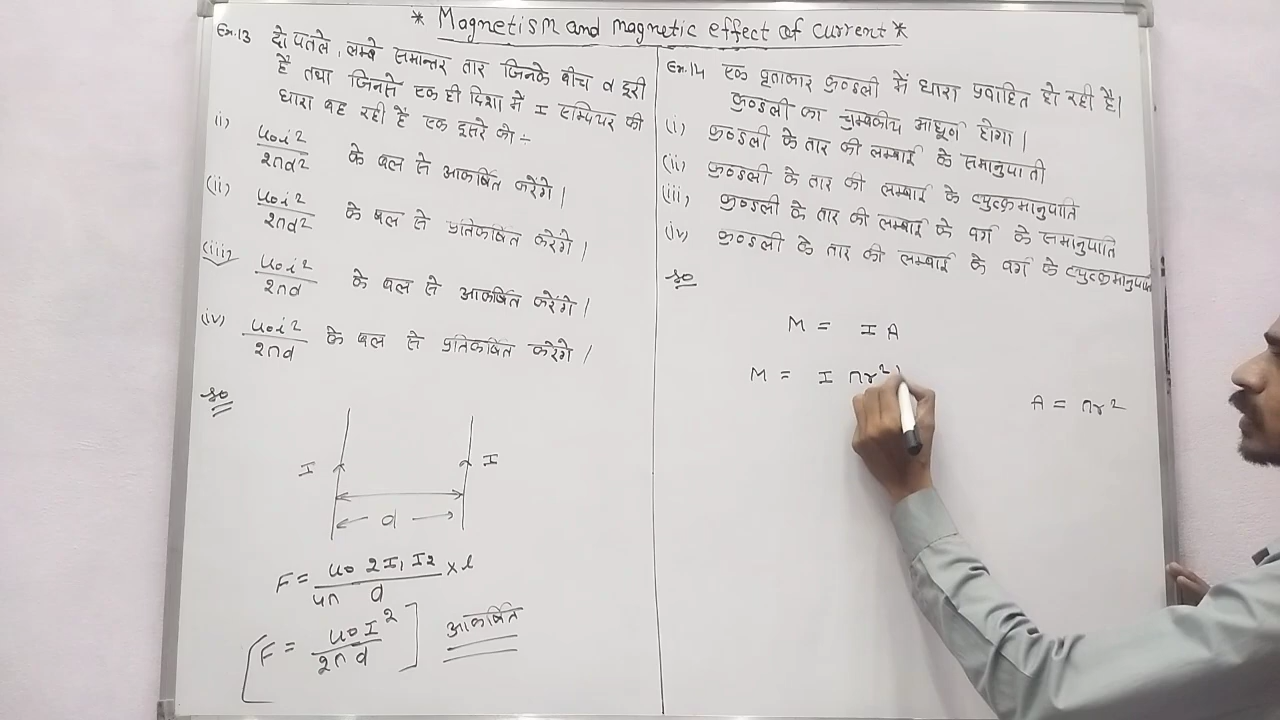 * Magnetism and magnetic effect of current *
Ex.13 दो पतले, लम्बे समान्तर तार जिनके बीच d दूरी
है तथा जिनसे एक ही दिशा में I एम्पियर की
धारा बह रही है एक दूसरे को ÷
(i) μ₀i²/2πd² के बल से आकर्षित करेंगे।
(ii) μ₀i²/2πd² के बल से प्रतिकर्षित करेंगे।
(iii) μ₀i²/2πd के बल से आकर्षित करेंगे।
(iv) μ₀i²/2πd के बल से प्रतिकर्षित करेंगे।
so
I I
d
F = μ₀ 2I₁I₂/4π d × l
[F = μ₀I²/2πd] आकर्षित
Ex.14 एक वृताकार कुण्डली में धारा प्रवाहित हो रही है।
कुण्डली का चुम्बकीय आघूर्ण होगा।
(i) कुण्डली के तार की लम्बाई के समानुपाती
(ii) कुण्डली के तार की लम्बाई के व्युत्क्रमानुपाति
(iii) कुण्डली के तार की लम्बाई के वर्ग के समानुपाति
(iv) कुण्डली के तार की लम्बाई के वर्ग के व्युत्क्रमानुपाति
so
M = I A
M = I πr²
A = πr²